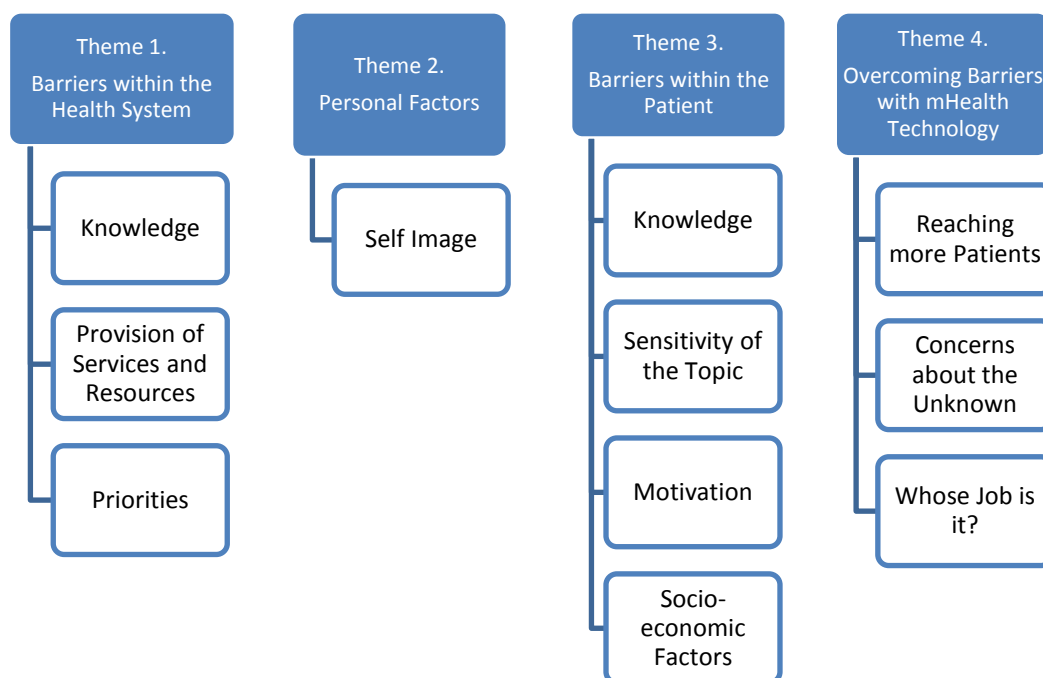 Theme 1.
Barriers within the
Health System
Knowledge
Provision of
Services and
Resources
Priorities
Theme 2.
Personal Factors
Self Image
Theme 3.
Barriers within the
Patient
Knowledge
Sensitivity of
the Topic
Motivation
Socio-
economic
Factors
Theme 4.
Overcoming Barriers
with mHealth
Technology
Reaching
more Patients
Concerns
about the
Unknown
Whose Job is
it?